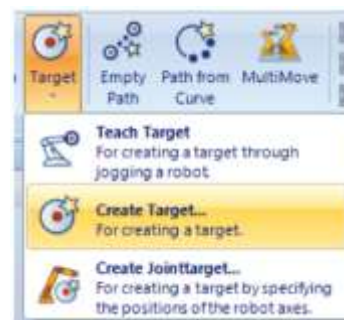 Target
Empty
Path
Path from
Curve
MultiMove
Teach Target
For creating a target through
jogging a robot.
Create Target...
For creating a target.
Create Jointtarget...
For creating a target by specifying
the positions of the robot axes.